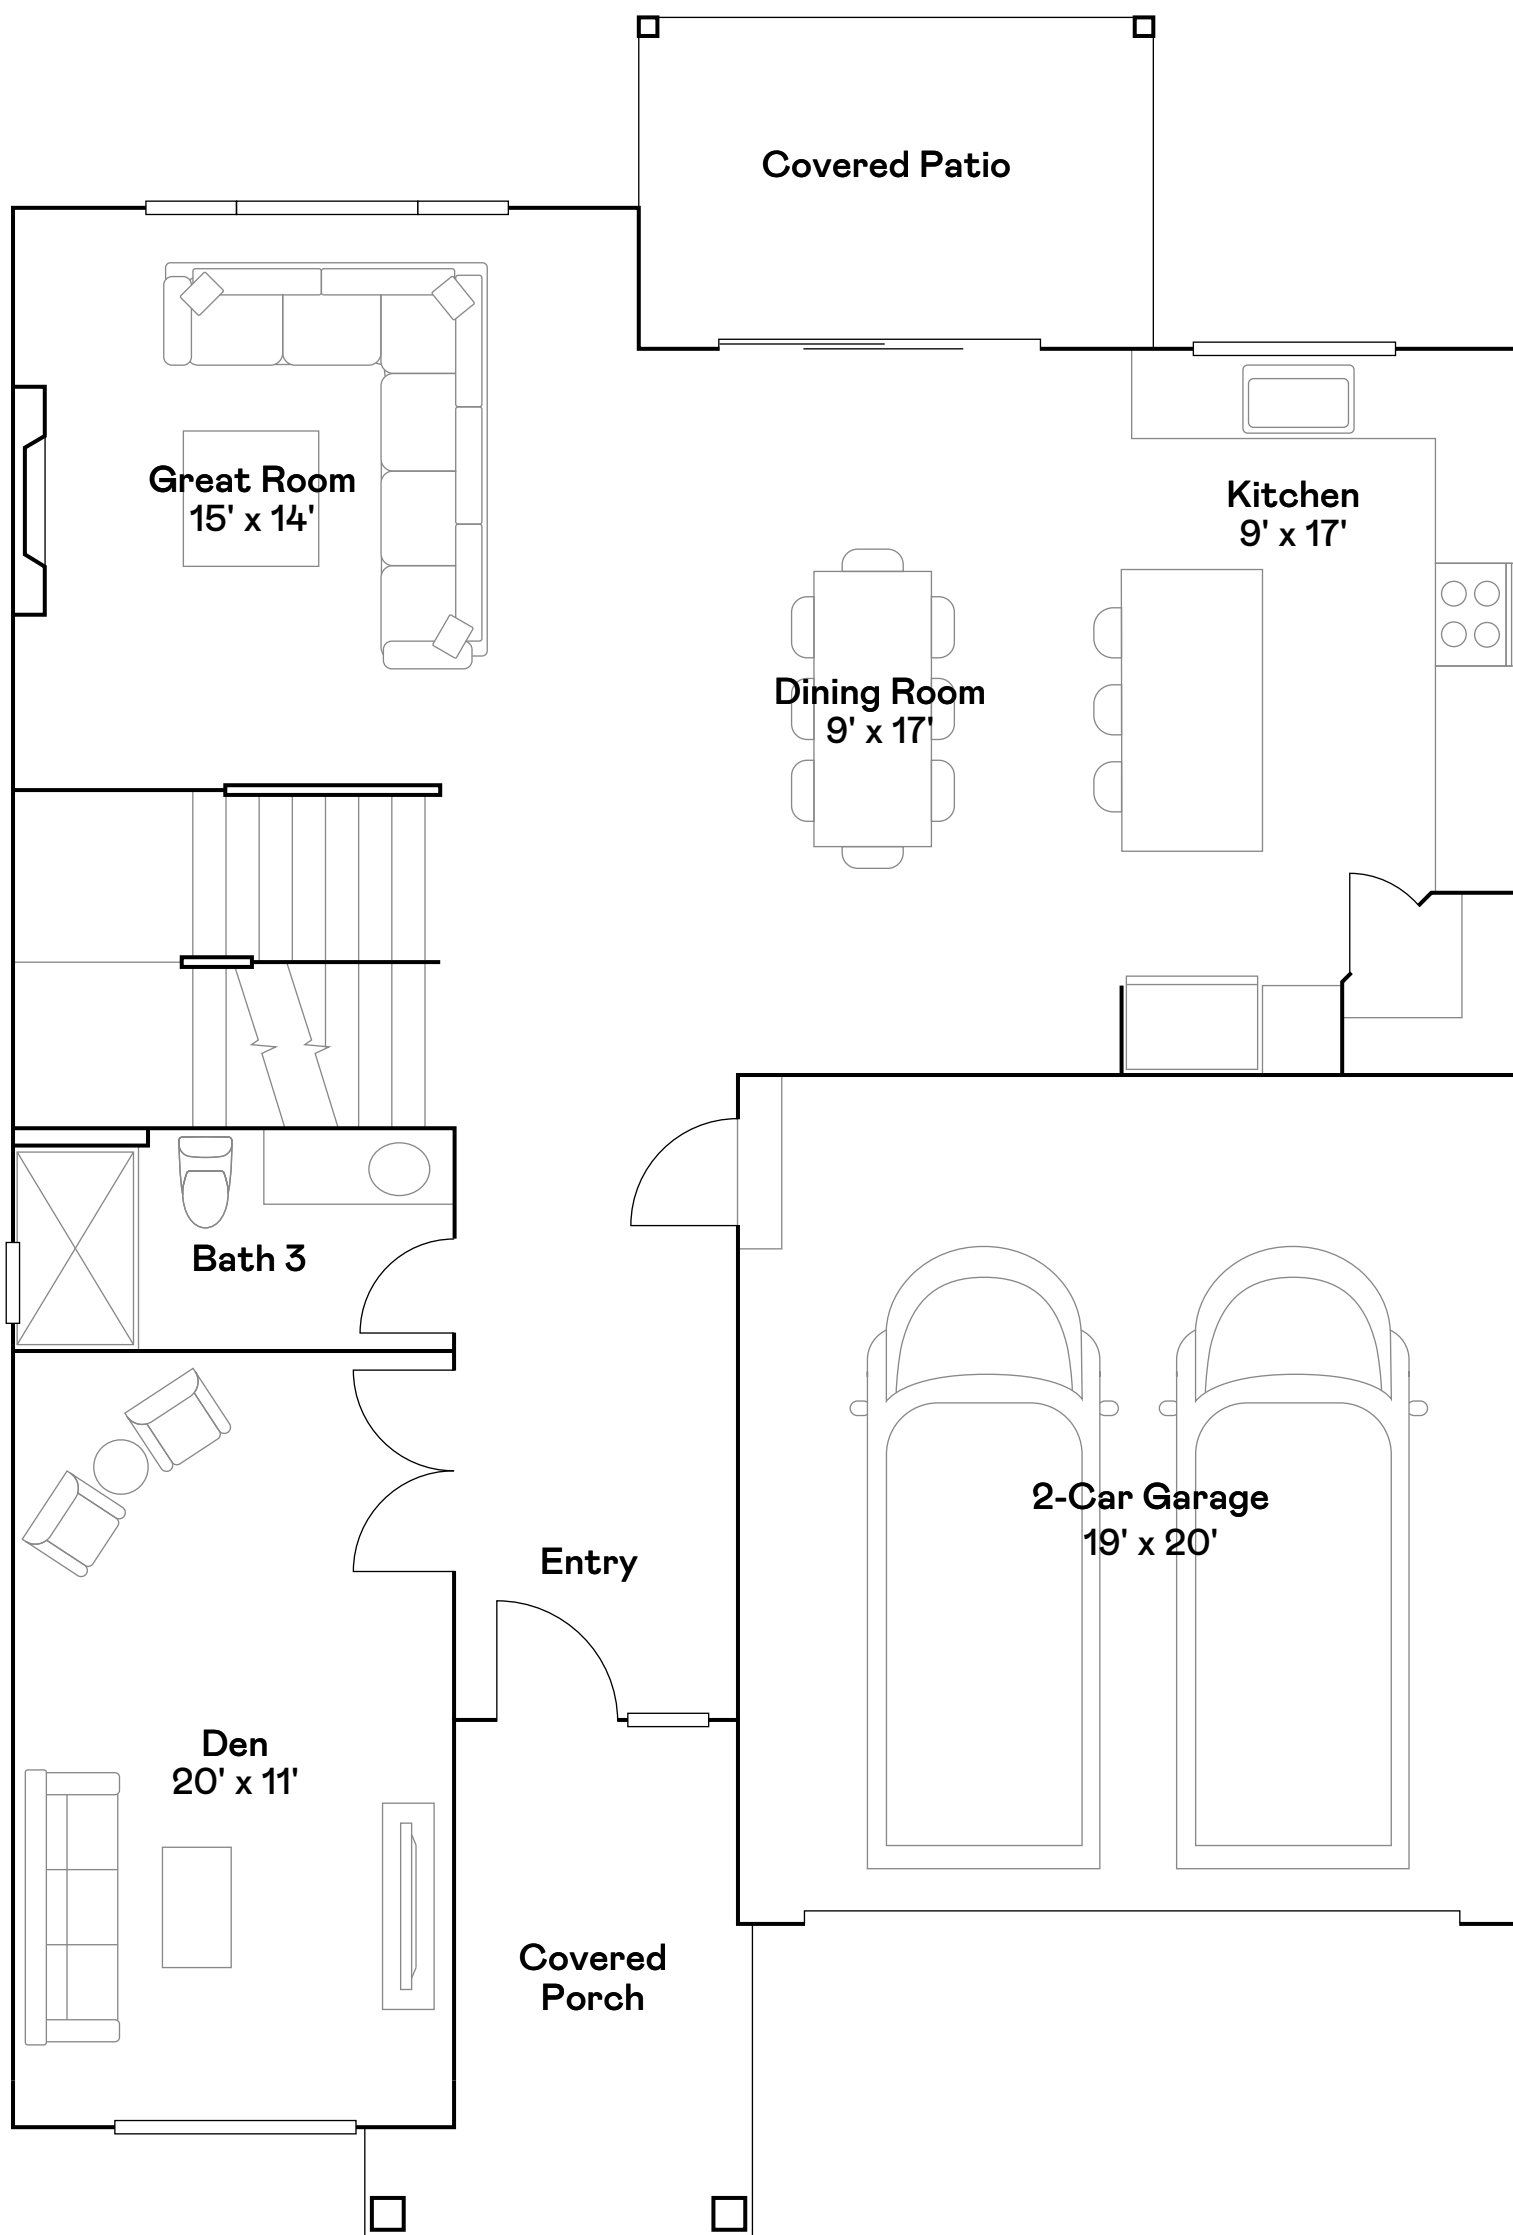 Covered Patio
Great Room
15' x 14'
Kitchen
9' x 17'
Dining Room
9' x 17'
Bath 3
2-Car Garage
19' x 20'
Entry
Den
20' x 11'
Covered
Porch